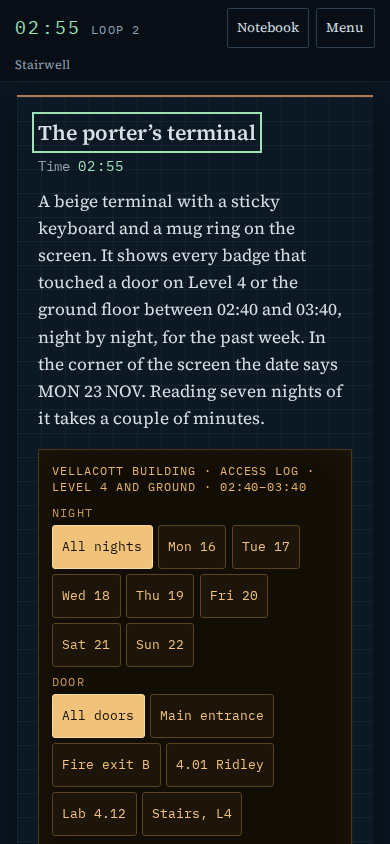 02:55 LOOP 2
Notebook
Menu
Stairwell
The porter’s terminal
Time 02:55
A beige terminal with a sticky
keyboard and a mug ring on the
screen. It shows every badge that
touched a door on Level 4 or the
ground floor between 02:40 and 03:40,
night by night, for the past week. In
the corner of the screen the date says
MON 23 NOV. Reading seven nights of
it takes a couple of minutes.
VELLACOTT BUILDING · ACCESS LOG ·
LEVEL 4 AND GROUND · 02:40–03:40
NIGHT
All nights Mon 16 Tue 17
Wed 18 Thu 19 Fri 20
Sat 21 Sun 22
DOOR
All doors Main entrance
Fire exit B 4.01 Ridley
Lab 4.12 Stairs, L4